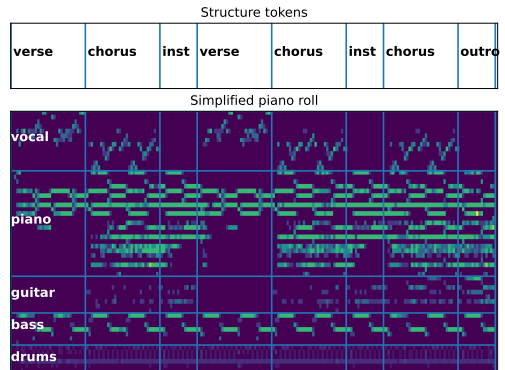 Structure tokens
verse chorus inst verse chorus inst chorus outro
Simplified piano roll
vocal
piano
guitar
bass
drums